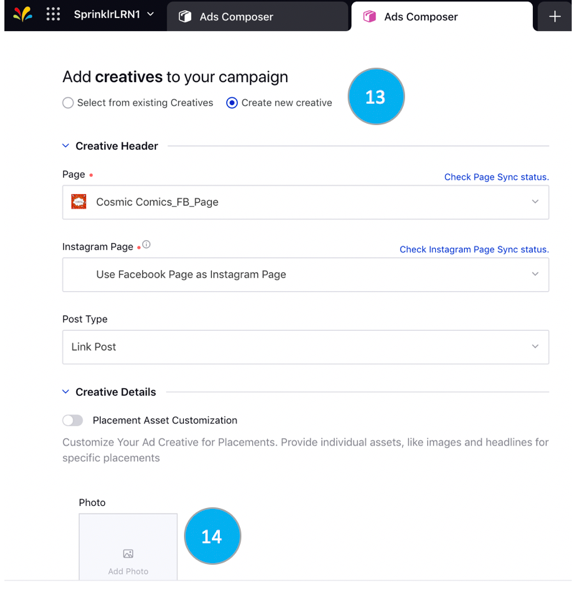 SprinklrLRN1
Ads Composer
Ads Composer
Add creatives to your campaign
Select from existing Creatives
Create new creative
13
Creative Header
Page *
Check Page Sync status.
Cosmic Comics_FB_Page
Instagram Page *
Check Instagram Page Sync status.
Use Facebook Page as Instagram Page
Post Type
Link Post
Creative Details
Placement Asset Customization
Customize Your Ad Creative for Placements. Provide individual assets, like images and headlines for
specific placements
Photo
14
Add Photo